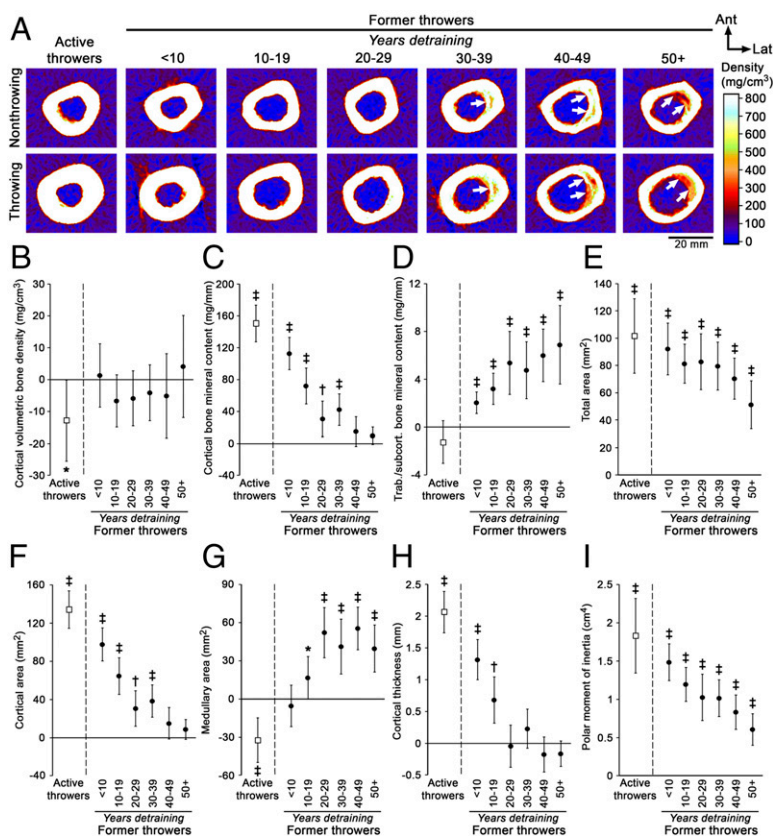 A
Former throwers
Active throwers
Years detraining
<10 10-19 20-29 30-39 40-49 50+
Ant
Lat
Nonthrowing
Throwing
Density (mg/cm³)
800
700
600
500
400
300
200
100
0
20 mm
B
Cortical volumetric bone density (mg/cm³)
30
20
10
0
-10
-20
-30
*
Active throwers
<10 10-19 20-29 30-39 40-49 50+
Years detraining
Former throwers
C
Cortical bone mineral content (mg/mm)
200
160
120
80
40
0
-40
‡ ‡ ‡ † ‡
Active throwers
<10 10-19 20-29 30-39 40-49 50+
Years detraining
Former throwers
D
Trab./subcort. bone mineral content (mg/mm)
12
8
4
0
-4
‡ ‡ ‡ ‡ ‡ ‡
Active throwers
<10 10-19 20-29 30-39 40-49 50+
Years detraining
Former throwers
E
Total area (mm²)
140
120
100
80
60
40
20
0
‡ ‡ ‡ ‡ ‡ ‡ ‡
Active throwers
<10 10-19 20-29 30-39 40-49 50+
Years detraining
Former throwers
F
Cortical area (mm²)
160
120
80
40
0
-40
‡ ‡ ‡ † ‡
Active throwers
<10 10-19 20-29 30-39 40-49 50+
Years detraining
Former throwers
G
Medullary area (mm²)
90
60
30
0
-30
-60
‡ * ‡ ‡ ‡ ‡
Active throwers
<10 10-19 20-29 30-39 40-49 50+
Years detraining
Former throwers
H
Cortical thickness (mm)
2.5
2
1.5
1
0.5
0
-0.5
‡ ‡ †
Active throwers
<10 10-19 20-29 30-39 40-49 50+
Years detraining
Former throwers
I
Polar moment of inertia (cm⁴)
2.5
2
1.5
1
0.5
0
‡ ‡ ‡ ‡ ‡ ‡ ‡
Active throwers
<10 10-19 20-29 30-39 40-49 50+
Years detraining
Former throwers